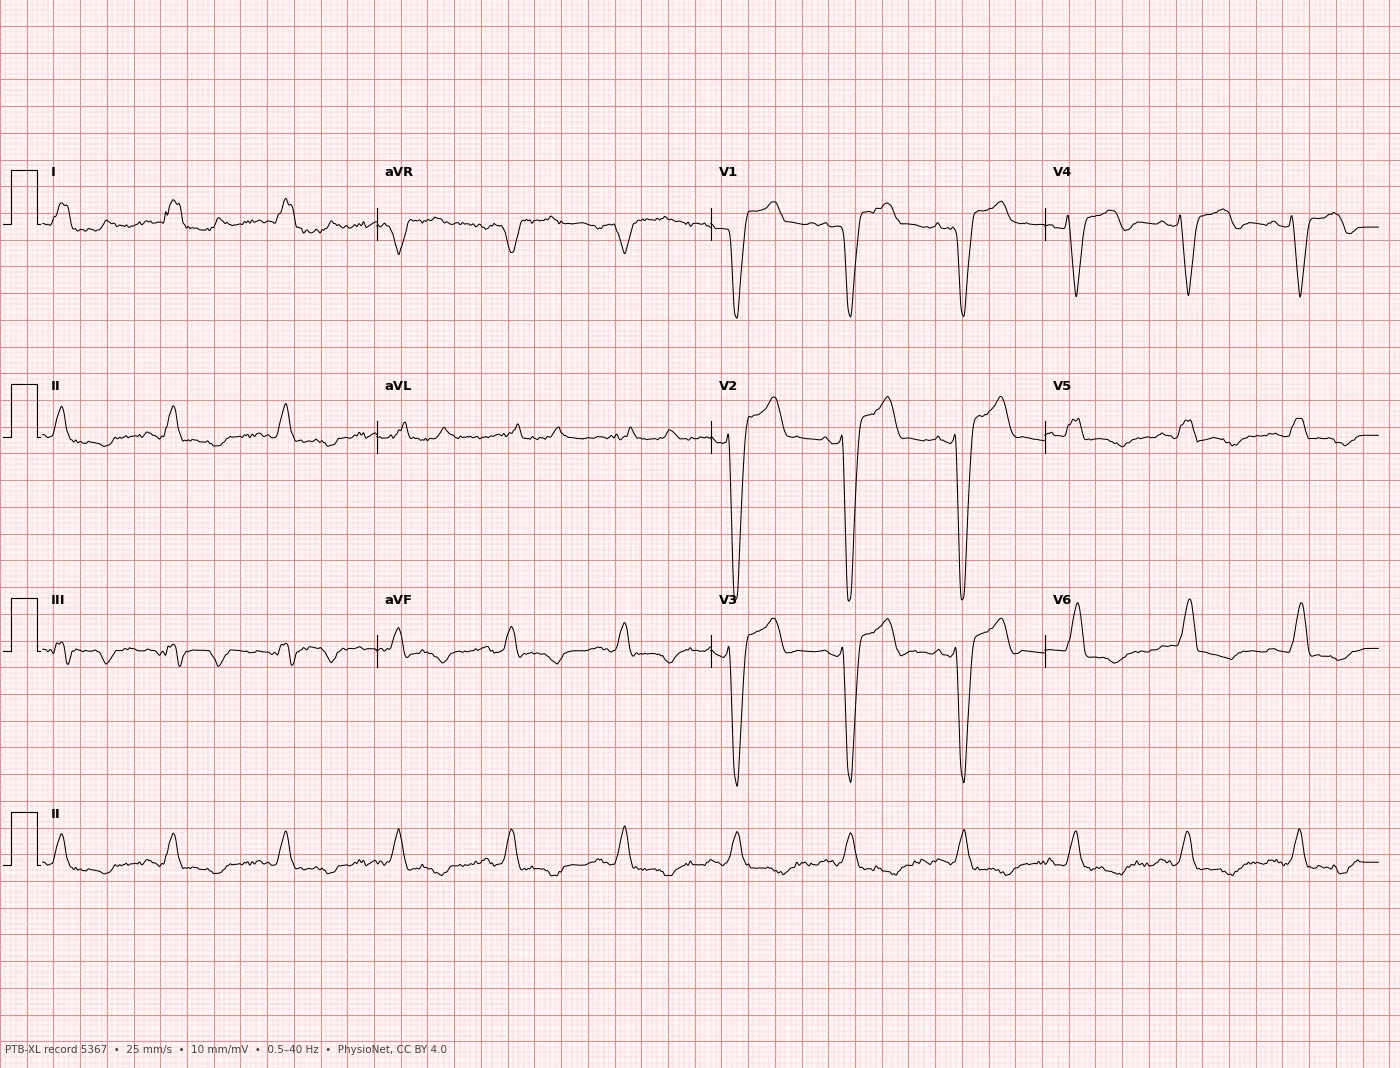 I aVR V1 V4
II aVL V2 V5
III aVF V3 V6
II
PTB-XL record 5367 • 25 mm/s • 10 mm/mV • 0.5–40 Hz • PhysioNet, CC BY 4.0